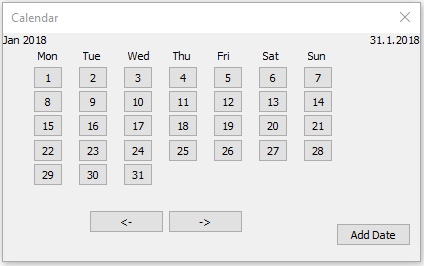 Calendar
Jan 2018 31.1.2018
Mon Tue Wed Thu Fri Sat Sun
1 2 3 4 5 6 7
8 9 10 11 12 13 14
15 16 17 18 19 20 21
22 23 24 25 26 27 28
29 30 31
<- ->
Add Date